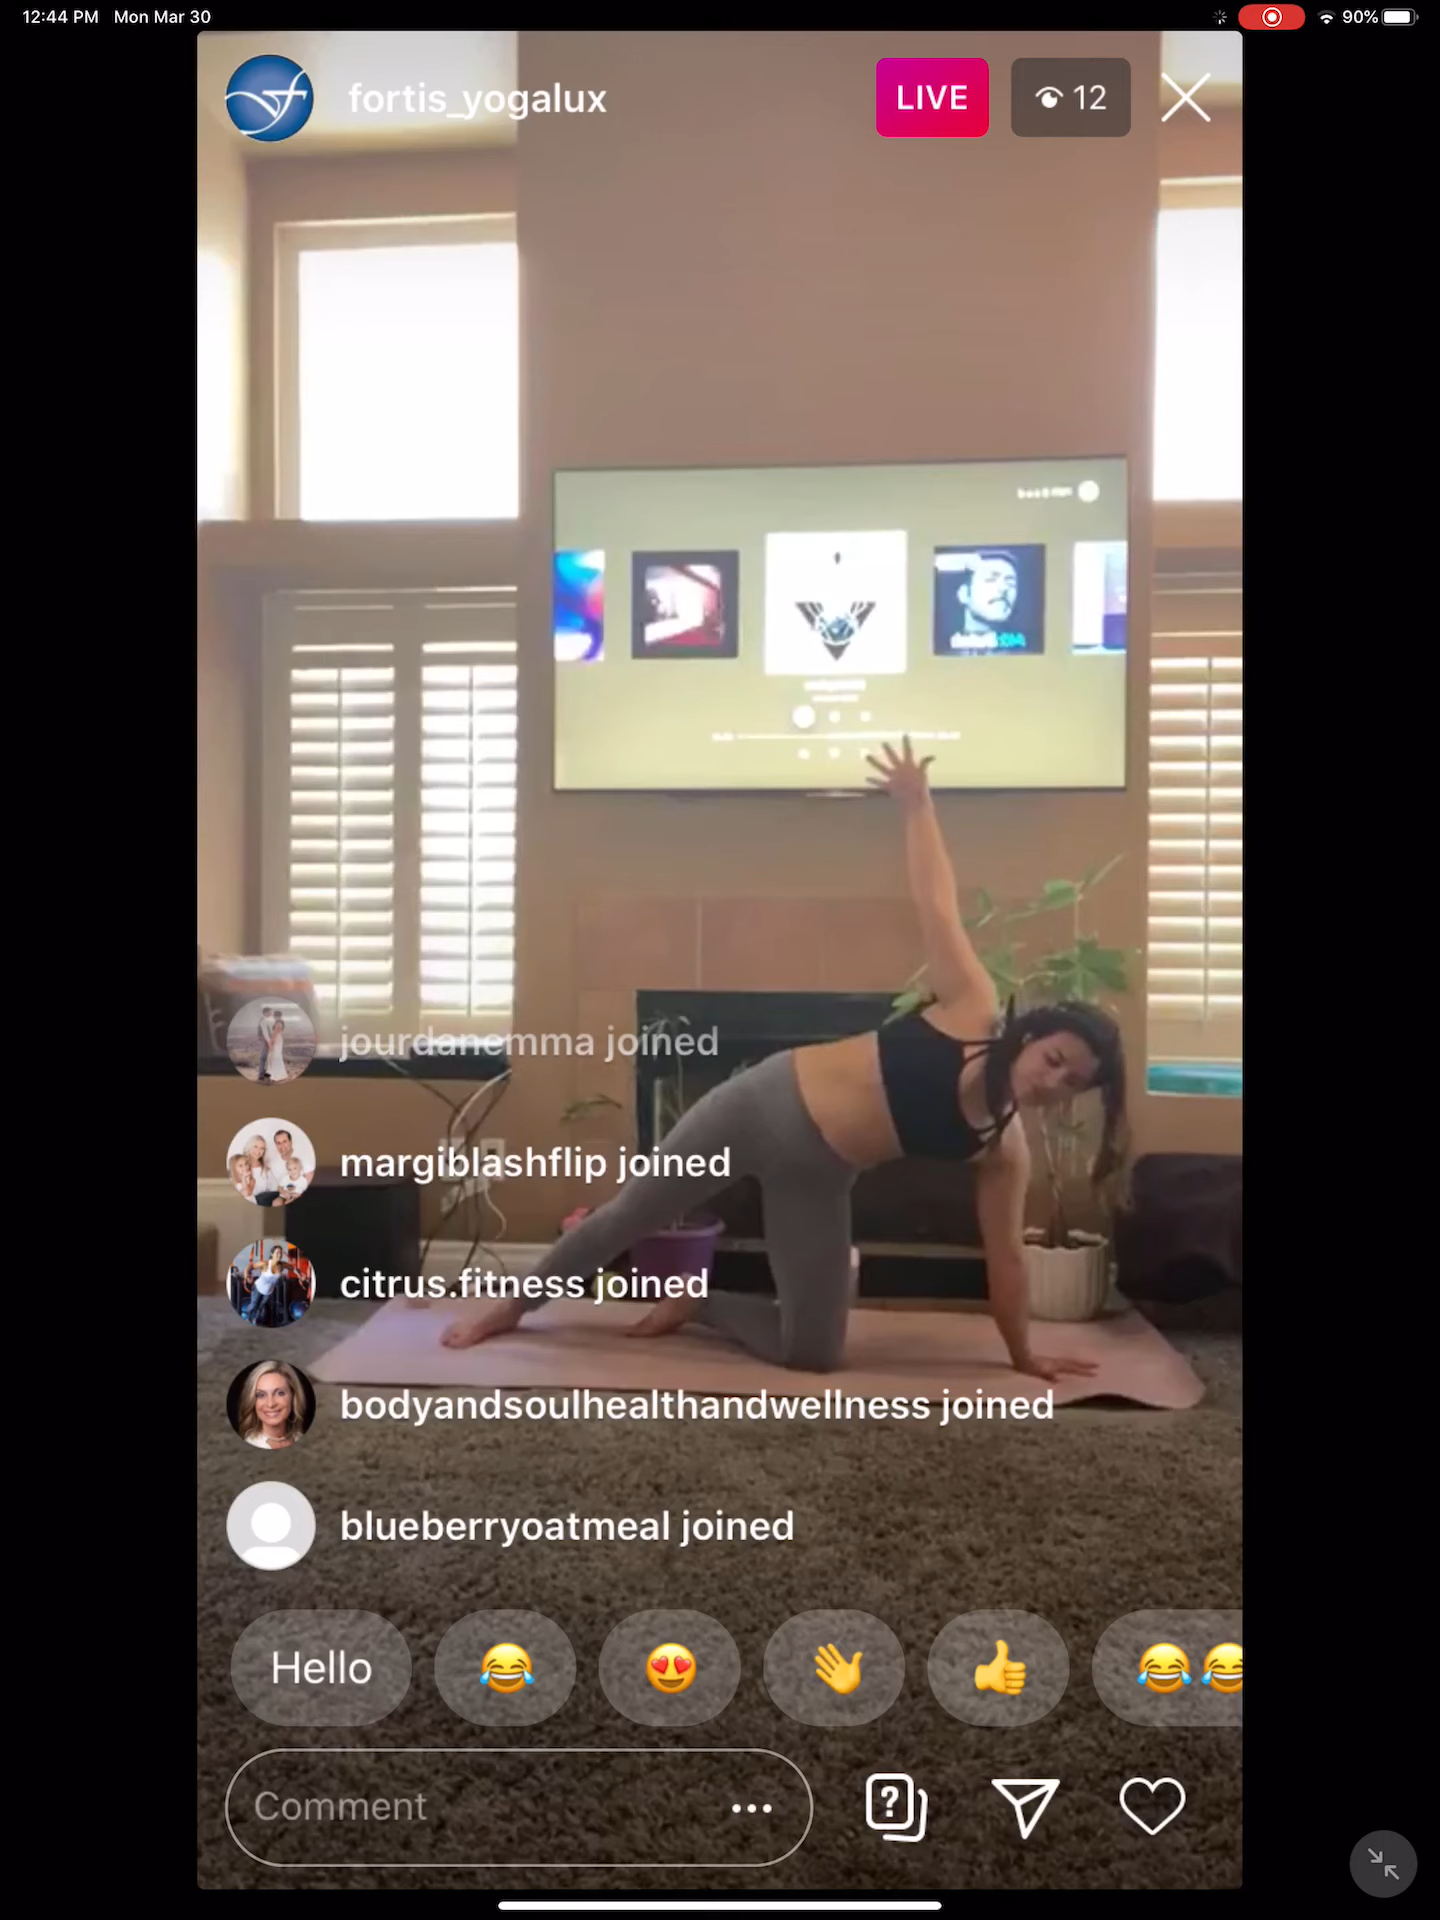 12:44 PM Mon Mar 30
90%
fortis_yogalux
LIVE
12
jourdanemma joined
margiblashflip joined
citrus.fitness joined
bodyandsoulhealthandwellness joined
blueberryoatmeal joined
Hello
Comment